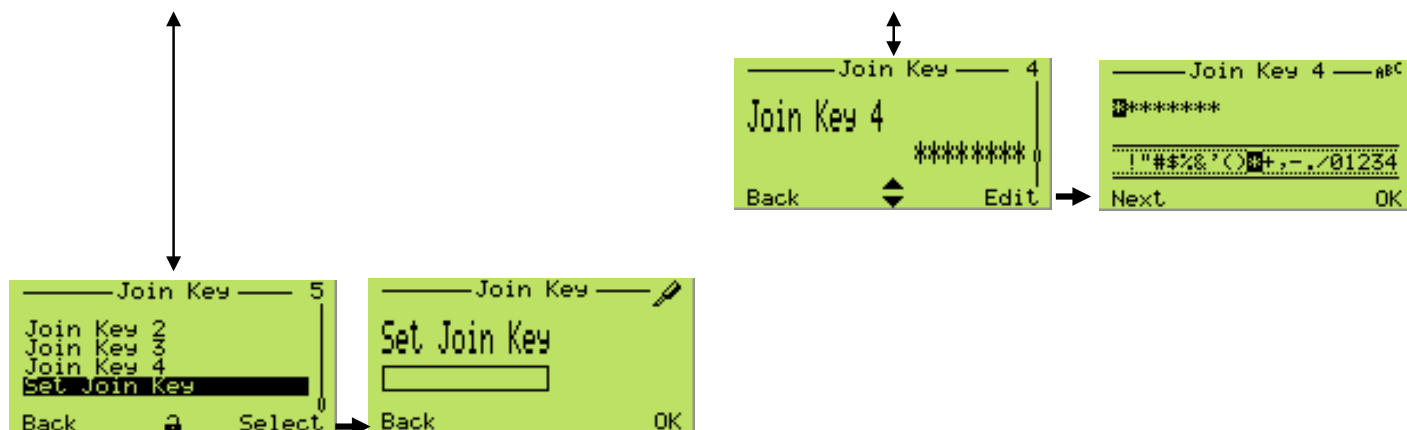 Join Key 4
Join Key 4
********
Back Edit
Join Key 4 ABC
********
!"#$%&'()*+,-./01234
Next OK
Join Key 5
Join Key 2
Join Key 3
Join Key 4
Set Join Key
Back Select
Join Key
Set Join Key
Back OK